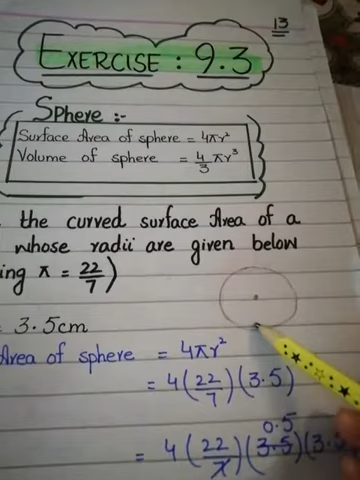 13
EXERCISE : 9.3
Sphere :-
Surface Area of sphere = 4πr²
Volume of sphere = 4/3 πr³
the curved surface Area of a
whose radii are given below
ing π = 22/7)
= 3.5cm
Area of sphere = 4πr²
= 4(22/7)(3.5)
0.5
= 4(22/7)(3.5)(3.